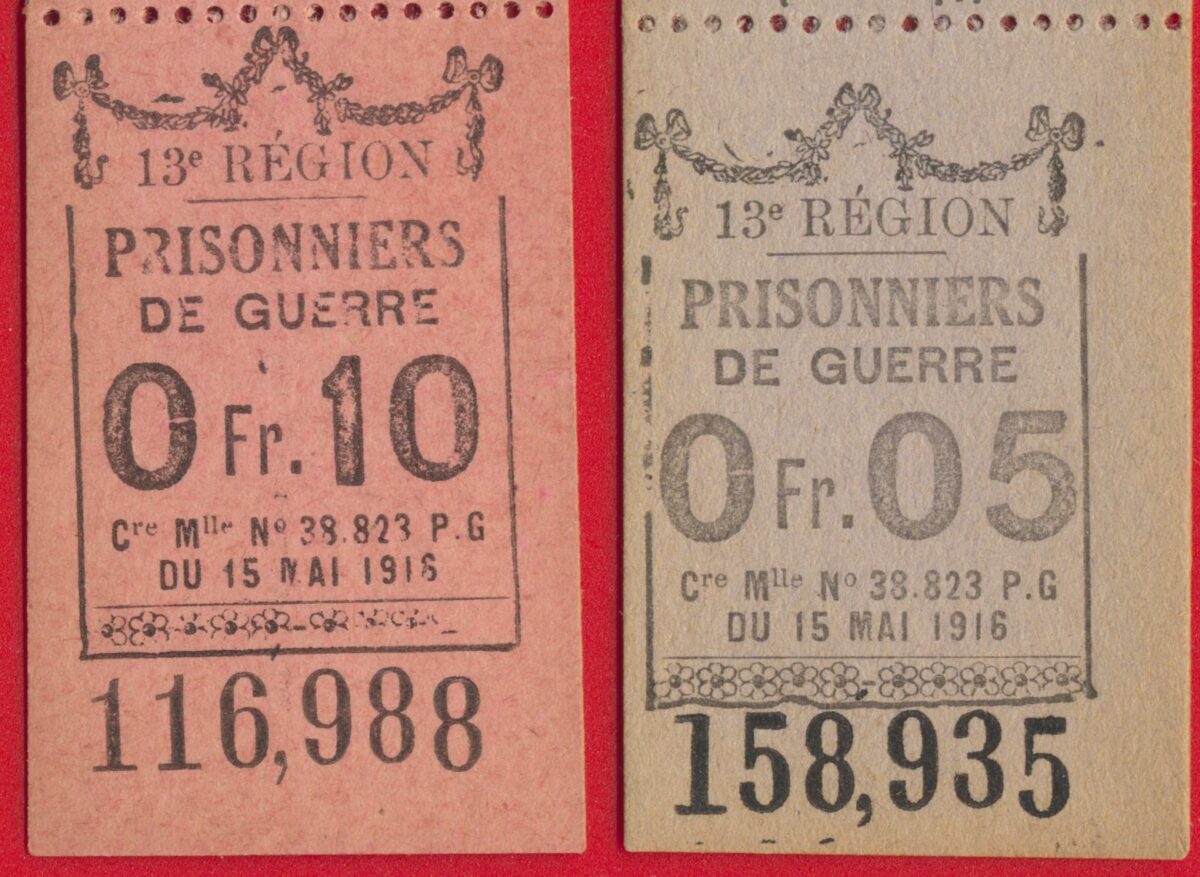 13e RÉGION
PRISONNIERS
DE GUERRE
0 Fr. 10
Cre Mlle No 38.823 P.G
DU 15 MAI 1916
116,988
13e RÉGION
PRISONNIERS
DE GUERRE
0 Fr. 05
Cre Mlle No 38.823 P.G
DU 15 MAI 1916
158,935